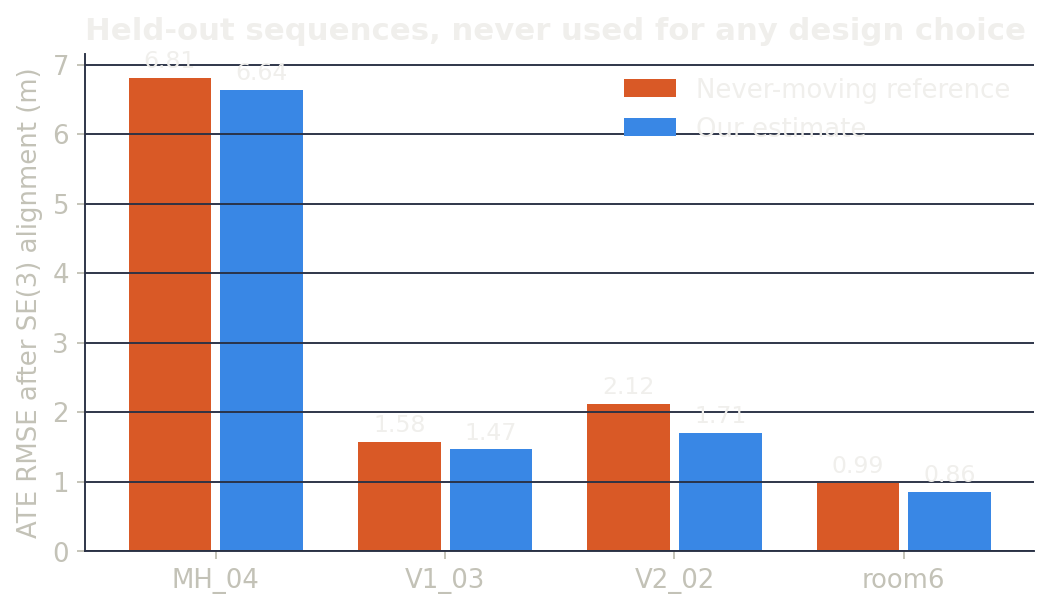 Held-out sequences, never used for any design choice
ATE RMSE after SE(3) alignment (m)
7
6
5
4
3
2
1
0
Never-moving reference
Our estimate
6.81
6.64
1.58
1.47
2.12
1.71
0.99
0.86
MH_04
V1_03
V2_02
room6